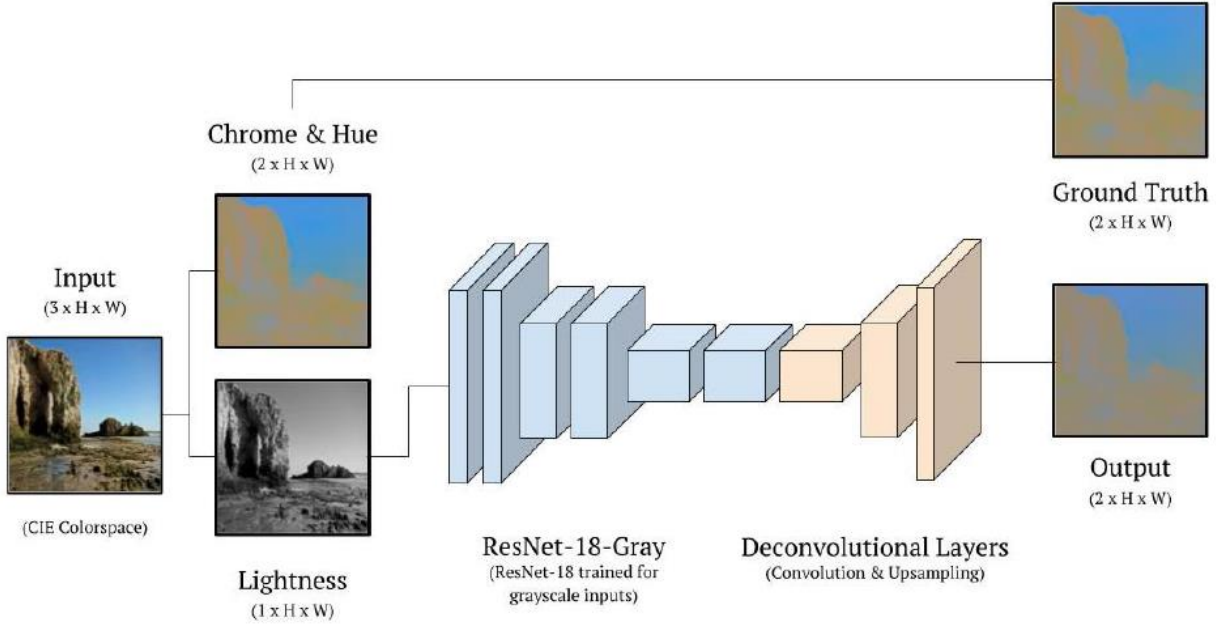 Chrome & Hue
(2 x H x W)
Ground Truth
(2 x H x W)
Input
(3 x H x W)
(CIE Colorspace)
Lightness
(1 x H x W)
ResNet-18-Gray
(ResNet-18 trained for
grayscale inputs)
Deconvolutional Layers
(Convolution & Upsampling)
Output
(2 x H x W)